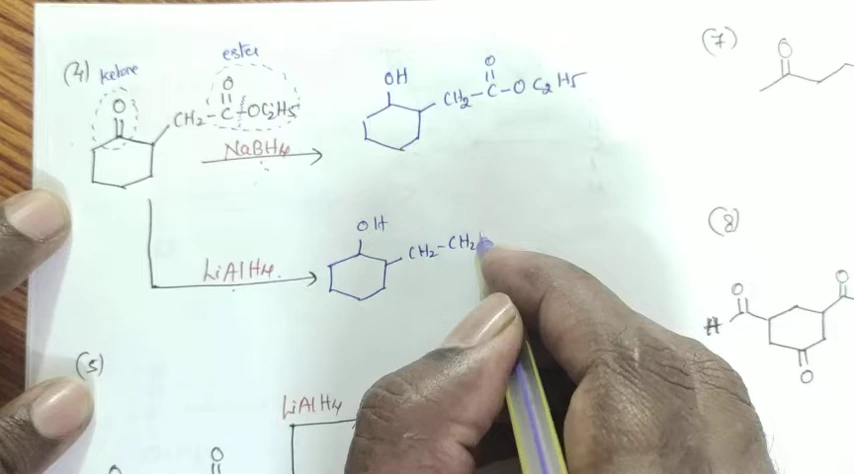 (4) ketone ester
O
CH₂-C-OC₂H₅
O
NaBH4
OH
CH₂-C-O C₂H5
O
LiAlH4.
OH
CH₂-CH₂
(5)
LiAlH4
O
O
(7)
O
(8)
O
O
H
O